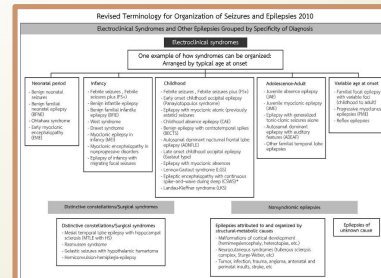 Revised Terminology for Organization of Seizures and Epilepsies 2010
Electroclinical Syndromes and Other Epilepsies Grouped by Specificity of Diagnosis
Electroclinical syndromes
One example of how syndromes can be organized:
Arranged by typical age at onset
Neonatal period
- Benign neonatal
seizures
- Benign familial
neonatal epilepsy
(BFNE)
- Ohtahara syndrome
- Early myoclonic
encephalopathy
(EME)
Infancy
- Febrile seizures, Febrile
seizures plus (FS+)
- Benign infantile epilepsy
- Benign familial infantile
epilepsy (BFIE)
- West syndrome
- Dravet syndrome
- Myoclonic epilepsy in
infancy (MEI)
- Myoclonic encephalopathy in
nonprogressive disorders
- Epilepsy of infancy with
migrating focal seizures
Childhood
- Febrile seizures, Febrile seizures plus (FS+)
- Early onset childhood occipital epilepsy
(Panayiotopoulos syndrome)
- Epilepsy with myoclonic atonic (previously
astatic) seizures
- Childhood absence epilepsy (CAE)
- Benign epilepsy with centrotemporal spikes
(BECTS)
- Autosomal dominant nocturnal frontal lobe
epilepsy (ADNFLE)
- Late onset childhood occipital epilepsy
(Gastaut type)
- Epilepsy with myoclonic absences
- Lennox-Gastaut syndrome (LGS)
- Epileptic encephalopathy with continuous
spike-and-wave during sleep (CSWS)
- Landau-Kleffner syndrome (LKS)
Adolescence-Adult
- Juvenile absence epilepsy
(JAE)
- Juvenile myoclonic epilepsy
(JME)
- Epilepsy with generalized
tonic-clonic seizures alone
- Autosomal dominant
epilepsy with auditory
features (ADEAF)
- Other familial temporal lobe
epilepsies
Variable age at onset
- Familial focal epilepsy
with variable foci
(childhood to adult)
- Progressive myoclonus
epilepsies (PME)
- Reflex epilepsies
Distinctive constellations/Surgical syndromes
Nonsyndromic epilepsies
Distinctive constellations/Surgical syndromes
- Mesial temporal lobe epilepsy with hippocampal
sclerosis (MTLE with HS)
- Rasmussen syndrome
- Gelastic seizures with hypothalamic hamartoma
- Hemiconvulsion-hemiplegia-epilepsy
Epilepsies attributed to and organized by
structural-metabolic causes
- Malformations of cortical development
(hemimegalencephaly, heterotopias, etc.)
- Neurocutaneous syndromes (tuberous sclerosis
complex, Sturge-Weber, etc)
- Tumor, infection, trauma, angioma, antenatal and
perinatal insults, stroke, etc
Epilepsies of
unknown cause